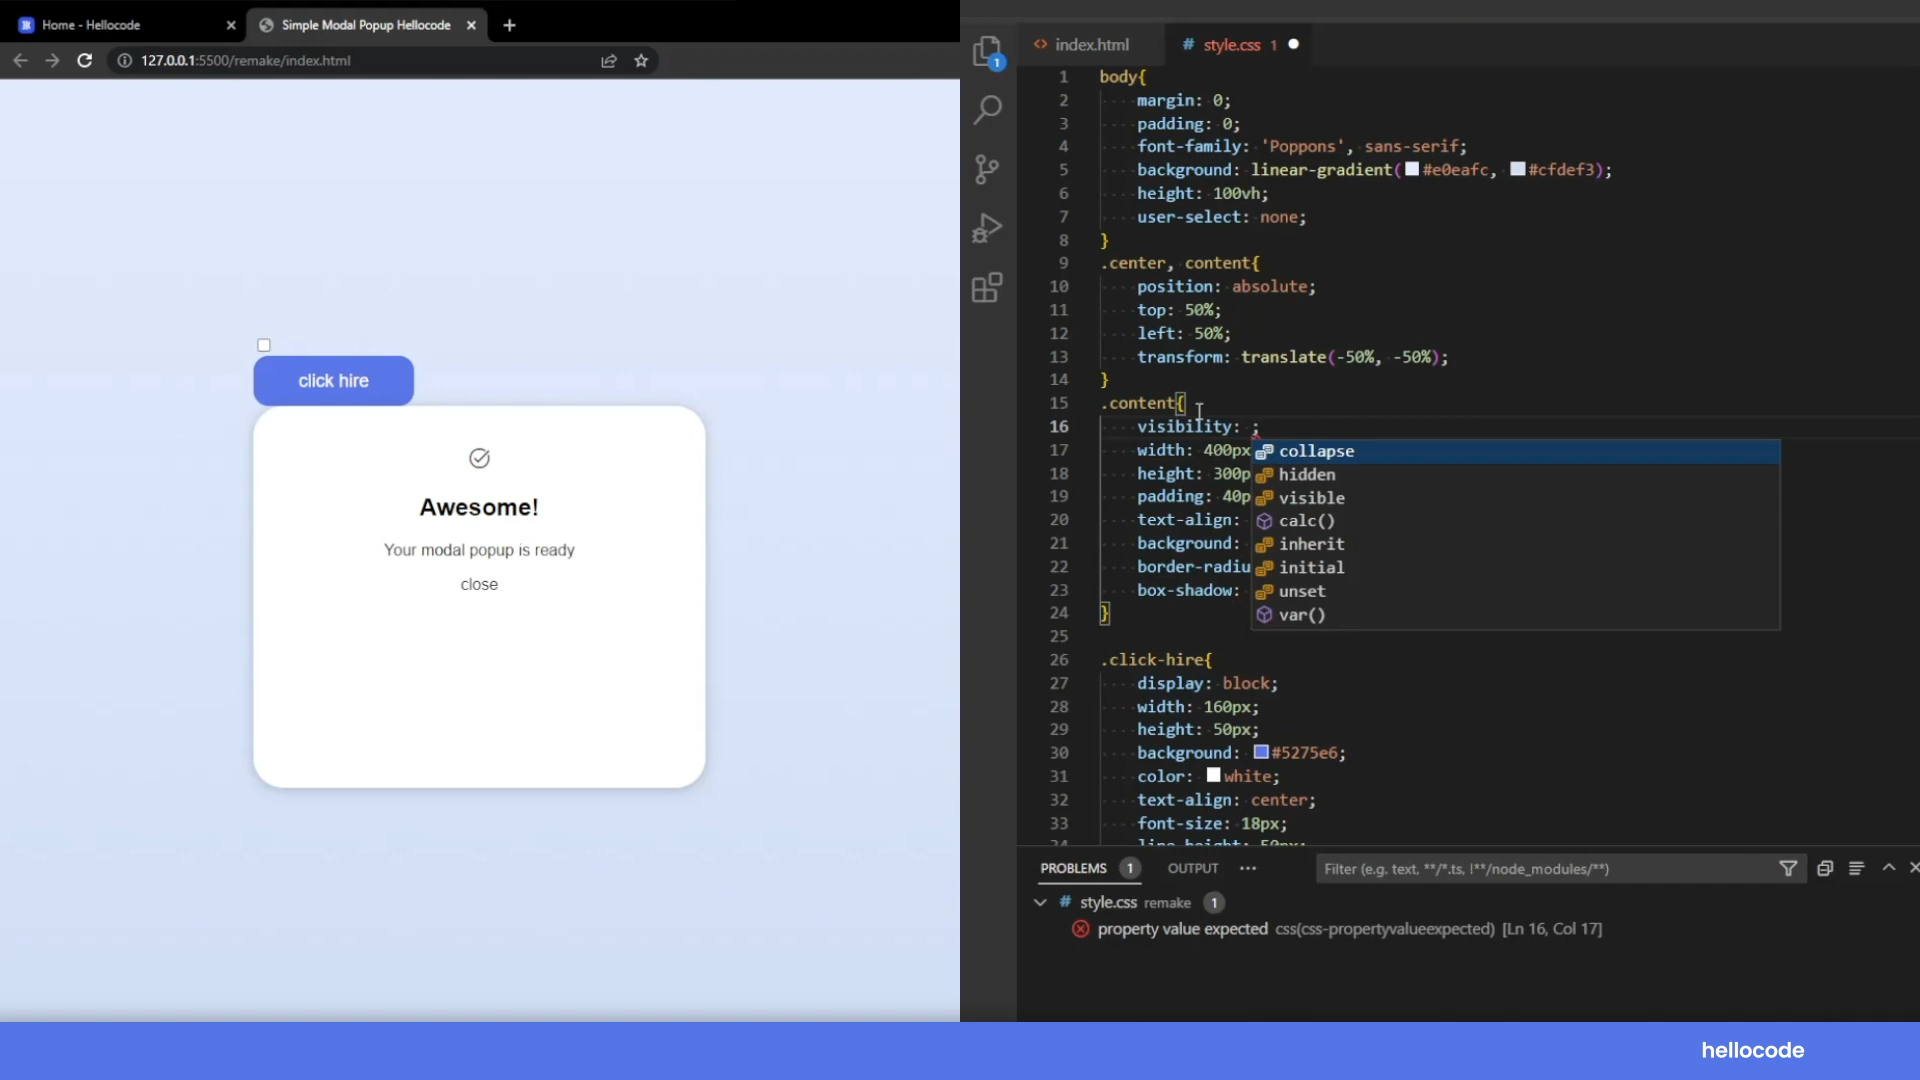 Home - Hellocode
Simple Modal Popup Hellocode
127.0.0.1:5500/remake/index.html
click hire
Awesome!
Your modal popup is ready
close
1
index.html
# style.css 1
1 body{
2 margin: 0;
3 padding: 0;
4 font-family: 'Poppons', sans-serif;
5 background: linear-gradient(#e0eafc, #cfdef3);
6 height: 100vh;
7 user-select: none;
8 }
9 .center, content{
10 position: absolute;
11 top: 50%;
12 left: 50%;
13 transform: translate(-50%, -50%);
14 }
15 .content{
16 visibility: ;
17 width: 400px
18 height: 300p
19 padding: 40p
20 text-align:
21 background:
22 border-radiu
23 box-shadow:
24 }
25
26 .click-hire{
27 display: block;
28 width: 160px;
29 height: 50px;
30 background: #5275e6;
31 color: white;
32 text-align: center;
33 font-size: 18px;
34 line-height: 50px;
collapse
hidden
visible
calc()
inherit
initial
unset
var()
PROBLEMS 1 OUTPUT ···
Filter (e.g. text, **/*.ts, !**/node_modules/**)
# style.css remake 1
property value expected css(css-propertyvalueexpected) [Ln 16, Col 17]
hellocode